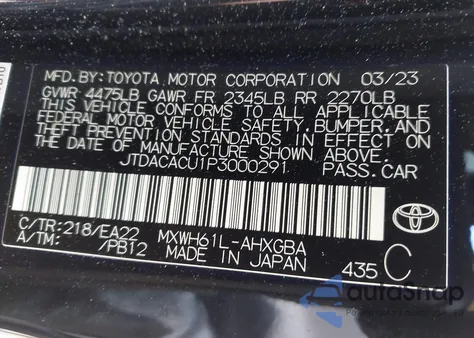 MFD.BY:TOYOTA MOTOR CORPORATION 03/23
GVWR 4475LB GAWR FR 2345LB RR 2270LB
THIS VEHICLE CONFORMS TO ALL APPLICABLE
FEDERAL MOTOR VEHICLE SAFETY,BUMPER,AND
THEFT PREVENTION STANDARDS IN EFFECT ON
THE DATE OF MANUFACTURE SHOWN ABOVE.
JTDACACU1P3000291 PASS.CAR
C/TR:218/EA22 MXWH61L-AHXGBA
A/TM: /PB12 MADE IN JAPAN
435 C
TOYOTA
autoSnap